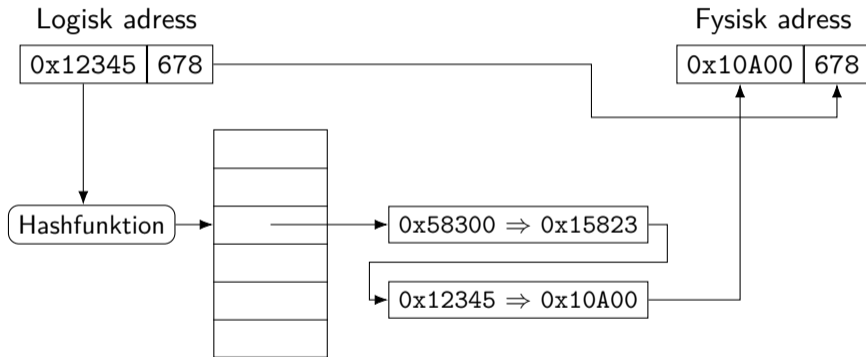 Logisk adress
Fysisk adress
0x12345 678
0x10A00 678
Hashfunktion
0x58300 ⇒ 0x15823
0x12345 ⇒ 0x10A00